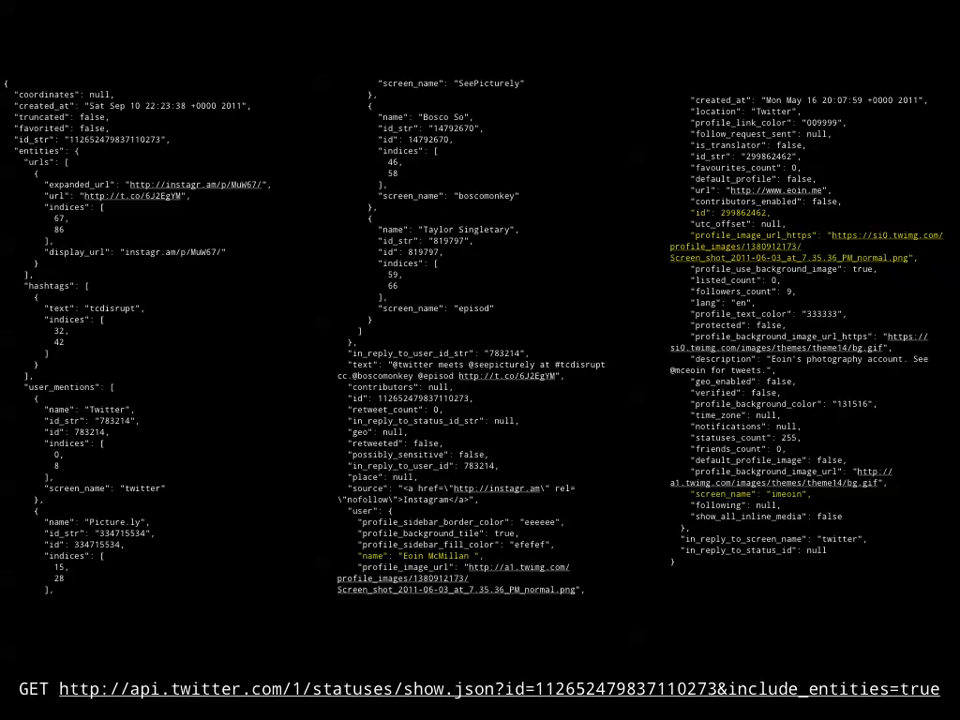 {
"coordinates": null,
"created_at": "Sat Sep 10 22:23:38 +0000 2011",
"truncated": false,
"favorited": false,
"id_str": "112652479837110273",
"entities": {
"urls": [
{
"expanded_url": "http://instagr.am/p/MuW67/",
"url": "http://t.co/6J2EgYM",
"indices": [
67,
86
],
"display_url": "instagr.am/p/MuW67/"
}
],
"hashtags": [
{
"text": "tcdisrupt",
"indices": [
32,
42
]
}
],
"user_mentions": [
{
"name": "Twitter",
"id_str": "783214",
"id": 783214,
"indices": [
0,
8
],
"screen_name": "twitter"
},
{
"name": "Picture.ly",
"id_str": "334715534",
"id": 334715534,
"indices": [
15,
28
],
"screen_name": "SeePicturely"
},
{
"name": "Bosco So",
"id_str": "14792670",
"id": 14792670,
"indices": [
46,
58
],
"screen_name": "boscomonkey"
},
{
"name": "Taylor Singletary",
"id_str": "819797",
"id": 819797,
"indices": [
59,
66
],
"screen_name": "episod"
}
]
},
"in_reply_to_user_id_str": "783214",
"text": "@twitter meets @seepicturely at #tcdisrupt
cc.@boscomonkey @episod http://t.co/6J2EgYM",
"contributors": null,
"id": 112652479837110273,
"retweet_count": 0,
"in_reply_to_status_id_str": null,
"geo": null,
"retweeted": false,
"possibly_sensitive": false,
"in_reply_to_user_id": 783214,
"place": null,
"source": "<a href=\"http://instagr.am\" rel=
\"nofollow\">Instagram</a>",
"user": {
"profile_sidebar_border_color": "eeeeee",
"profile_background_tile": true,
"profile_sidebar_fill_color": "efefef",
"name": "Eoin McMillan ",
"profile_image_url": "http://a1.twimg.com/
profile_images/1380912173/
Screen_shot_2011-06-03_at_7.35.36_PM_normal.png",
"created_at": "Mon May 16 20:07:59 +0000 2011",
"location": "Twitter",
"profile_link_color": "009999",
"follow_request_sent": null,
"is_translator": false,
"id_str": "299862462",
"favourites_count": 0,
"default_profile": false,
"url": "http://www.eoin.me",
"contributors_enabled": false,
"id": 299862462,
"utc_offset": null,
"profile_image_url_https": "https://si0.twimg.com/
profile_images/1380912173/
Screen_shot_2011-06-03_at_7.35.36_PM_normal.png",
"profile_use_background_image": true,
"listed_count": 0,
"followers_count": 9,
"lang": "en",
"profile_text_color": "333333",
"protected": false,
"profile_background_image_url_https": "https://
si0.twimg.com/images/themes/theme14/bg.gif",
"description": "Eoin's photography account. See
@mceoin for tweets.",
"geo_enabled": false,
"verified": false,
"profile_background_color": "131516",
"time_zone": null,
"notifications": null,
"statuses_count": 255,
"friends_count": 0,
"default_profile_image": false,
"profile_background_image_url": "http://
a1.twimg.com/images/themes/theme14/bg.gif",
"screen_name": "imeoin",
"following": null,
"show_all_inline_media": false
},
"in_reply_to_screen_name": "twitter",
"in_reply_to_status_id": null
}
GET http://api.twitter.com/1/statuses/show.json?id=112652479837110273&include_entities=true